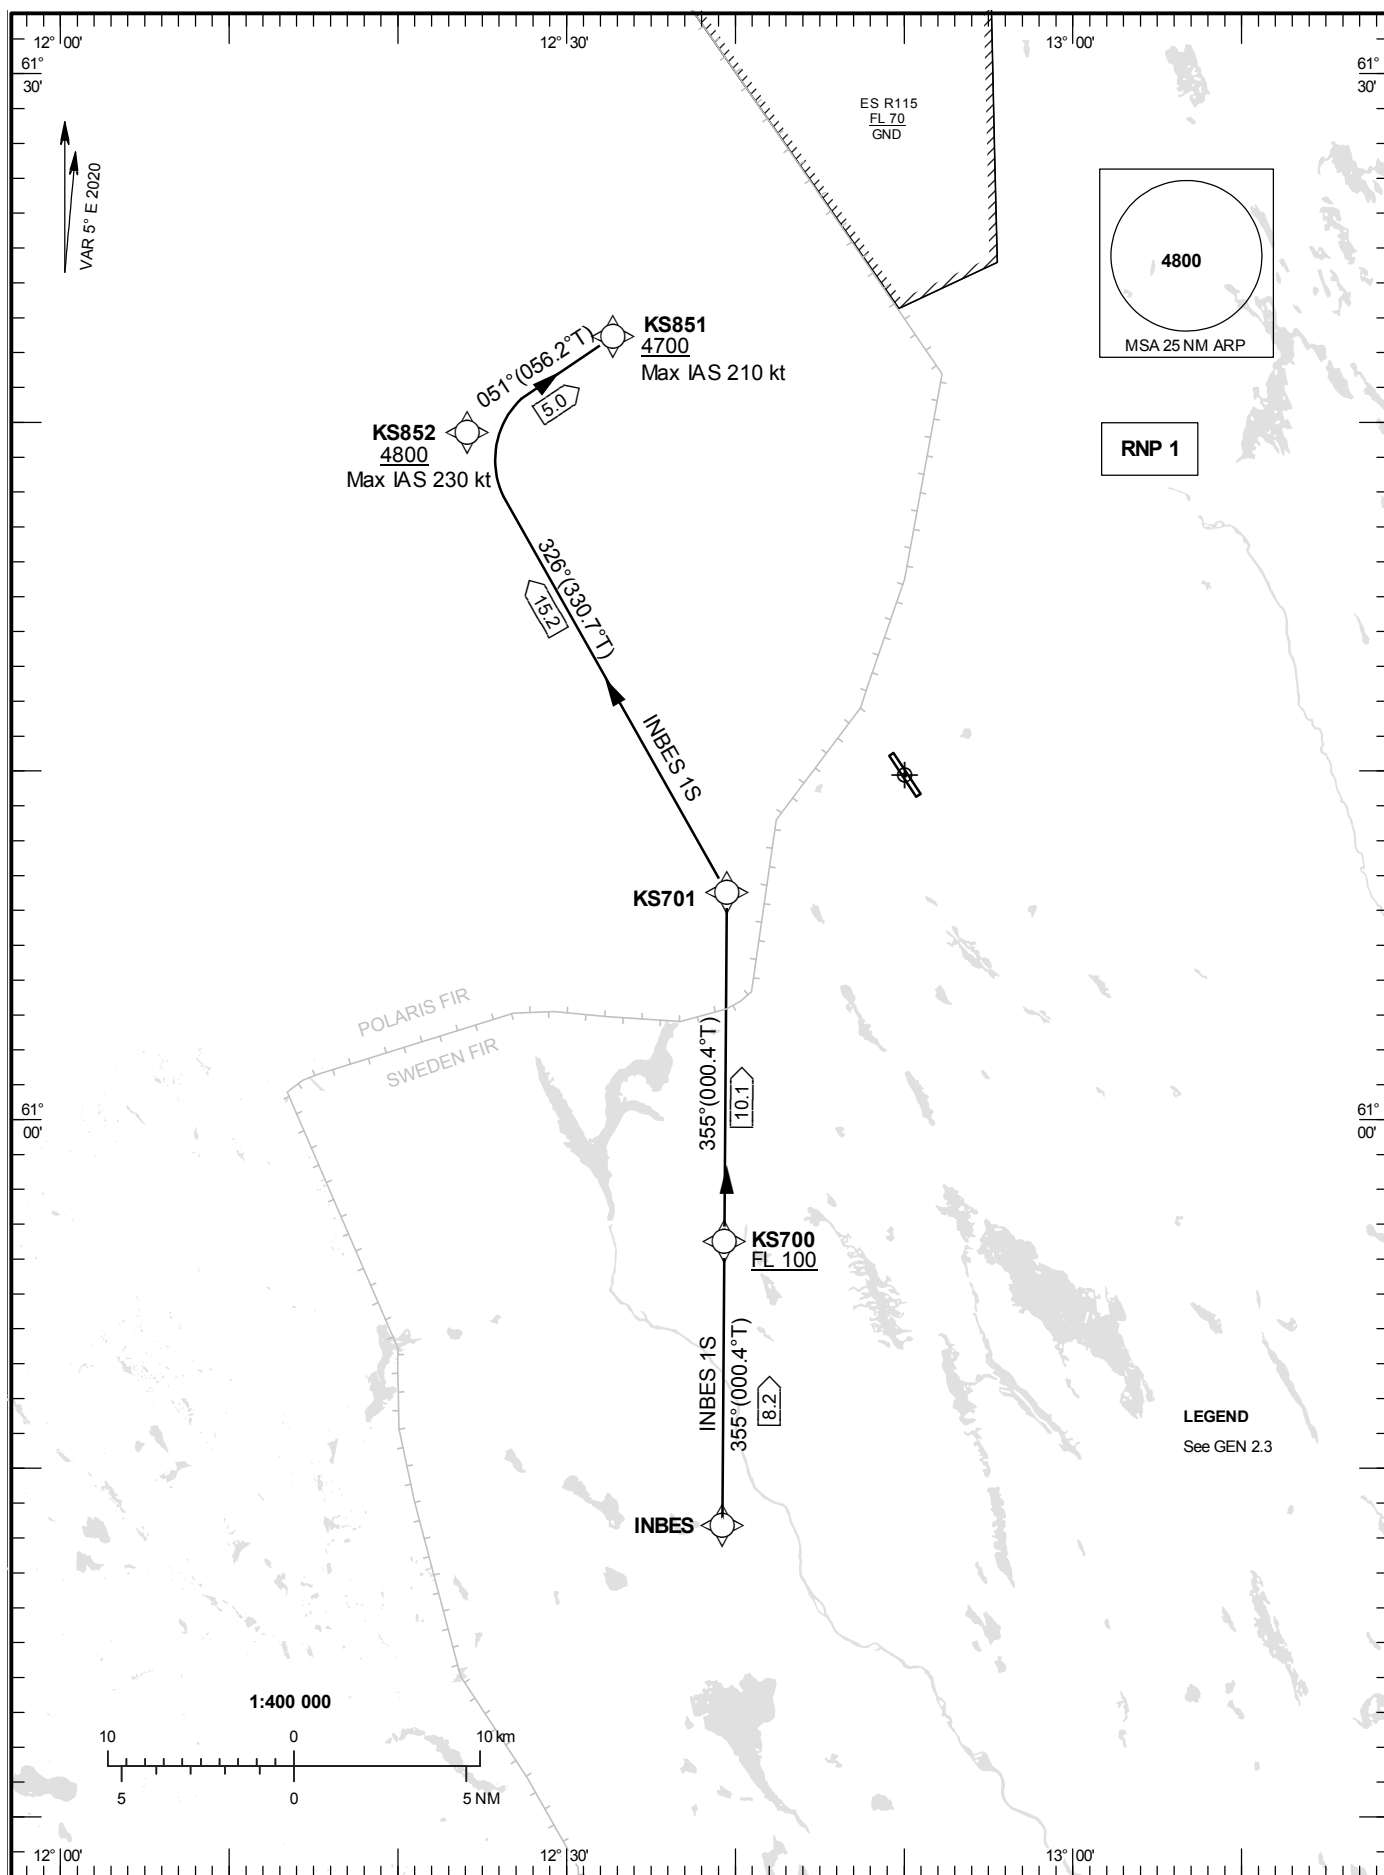 12° 00'
12° 30'
13° 00'
61°
30'
61°
30'
ES R115
FL 70
GND
VAR 5° E 2020
4800
MSA 25 NM ARP
KS851
4700
Max IAS 210 kt
051°(056.2°T)
5.0
KS852
4800
Max IAS 230 kt
RNP 1
326°(330.7°T)
15.2
INBES 1S
KS701
POLARIS FIR
SWEDEN FIR
355°(000.4°T)
10.1
61°
00'
61°
00'
KS700
FL 100
INBES 1S
355°(000.4°T)
8.2
LEGEND
See GEN 2.3
INBES
1:400 000
10 0 10 km
5 0 5 NM
12° 00'
12° 30'
13° 00'